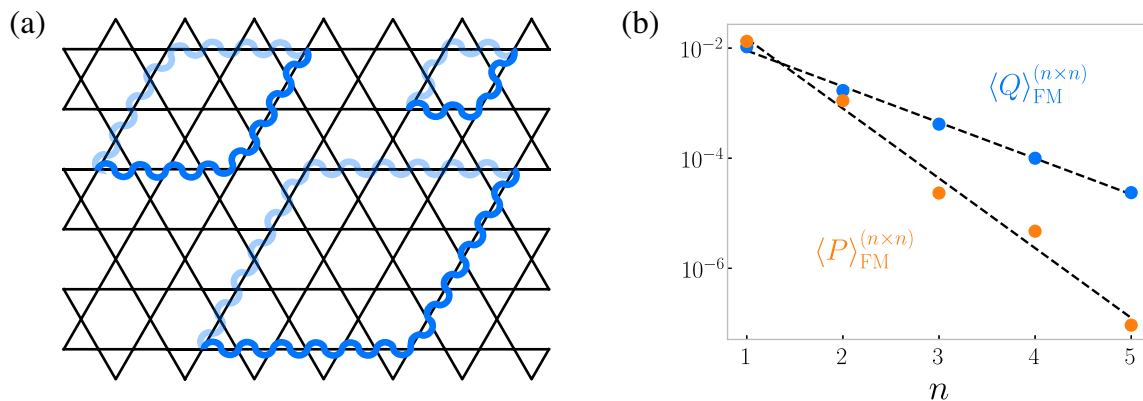 (a)
(b)
10⁻²
10⁻⁴
10⁻⁶
⟨Q⟩_FM^(n×n)
⟨P⟩_FM^(n×n)
1 2 3 4 5
n